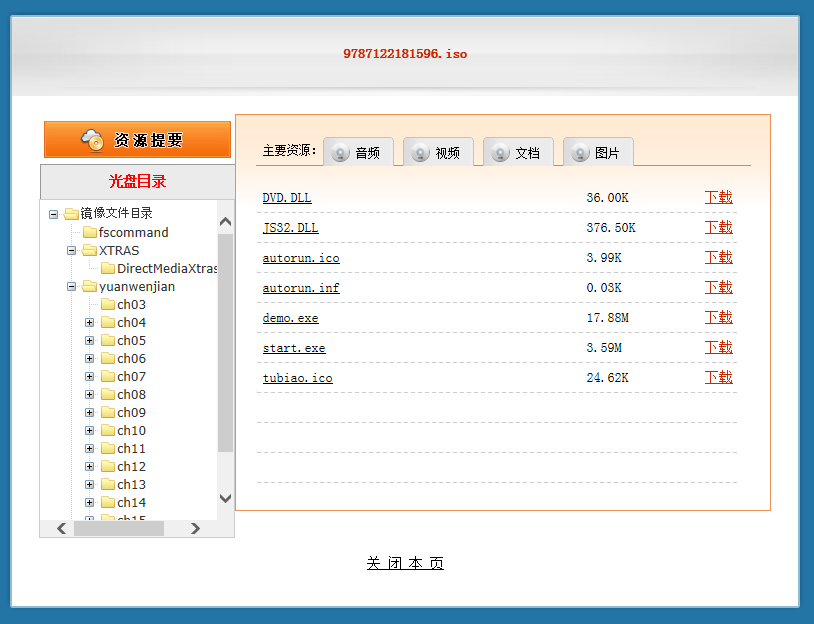 9787122181596.iso
资源提要
光盘目录
镜像文件目录
fscommand
XTRAS
DirectMediaXtras
yuanwenjian
ch03
ch04
ch05
ch06
ch07
ch08
ch09
ch10
ch11
ch12
ch13
ch14
ch15
主要资源: 音频 视频 文档 图片
DVD.DLL 36.00K 下载
JS32.DLL 376.50K 下载
autorun.ico 3.99K 下载
autorun.inf 0.03K 下载
demo.exe 17.88M 下载
start.exe 3.59M 下载
tubiao.ico 24.62K 下载
关 闭 本 页